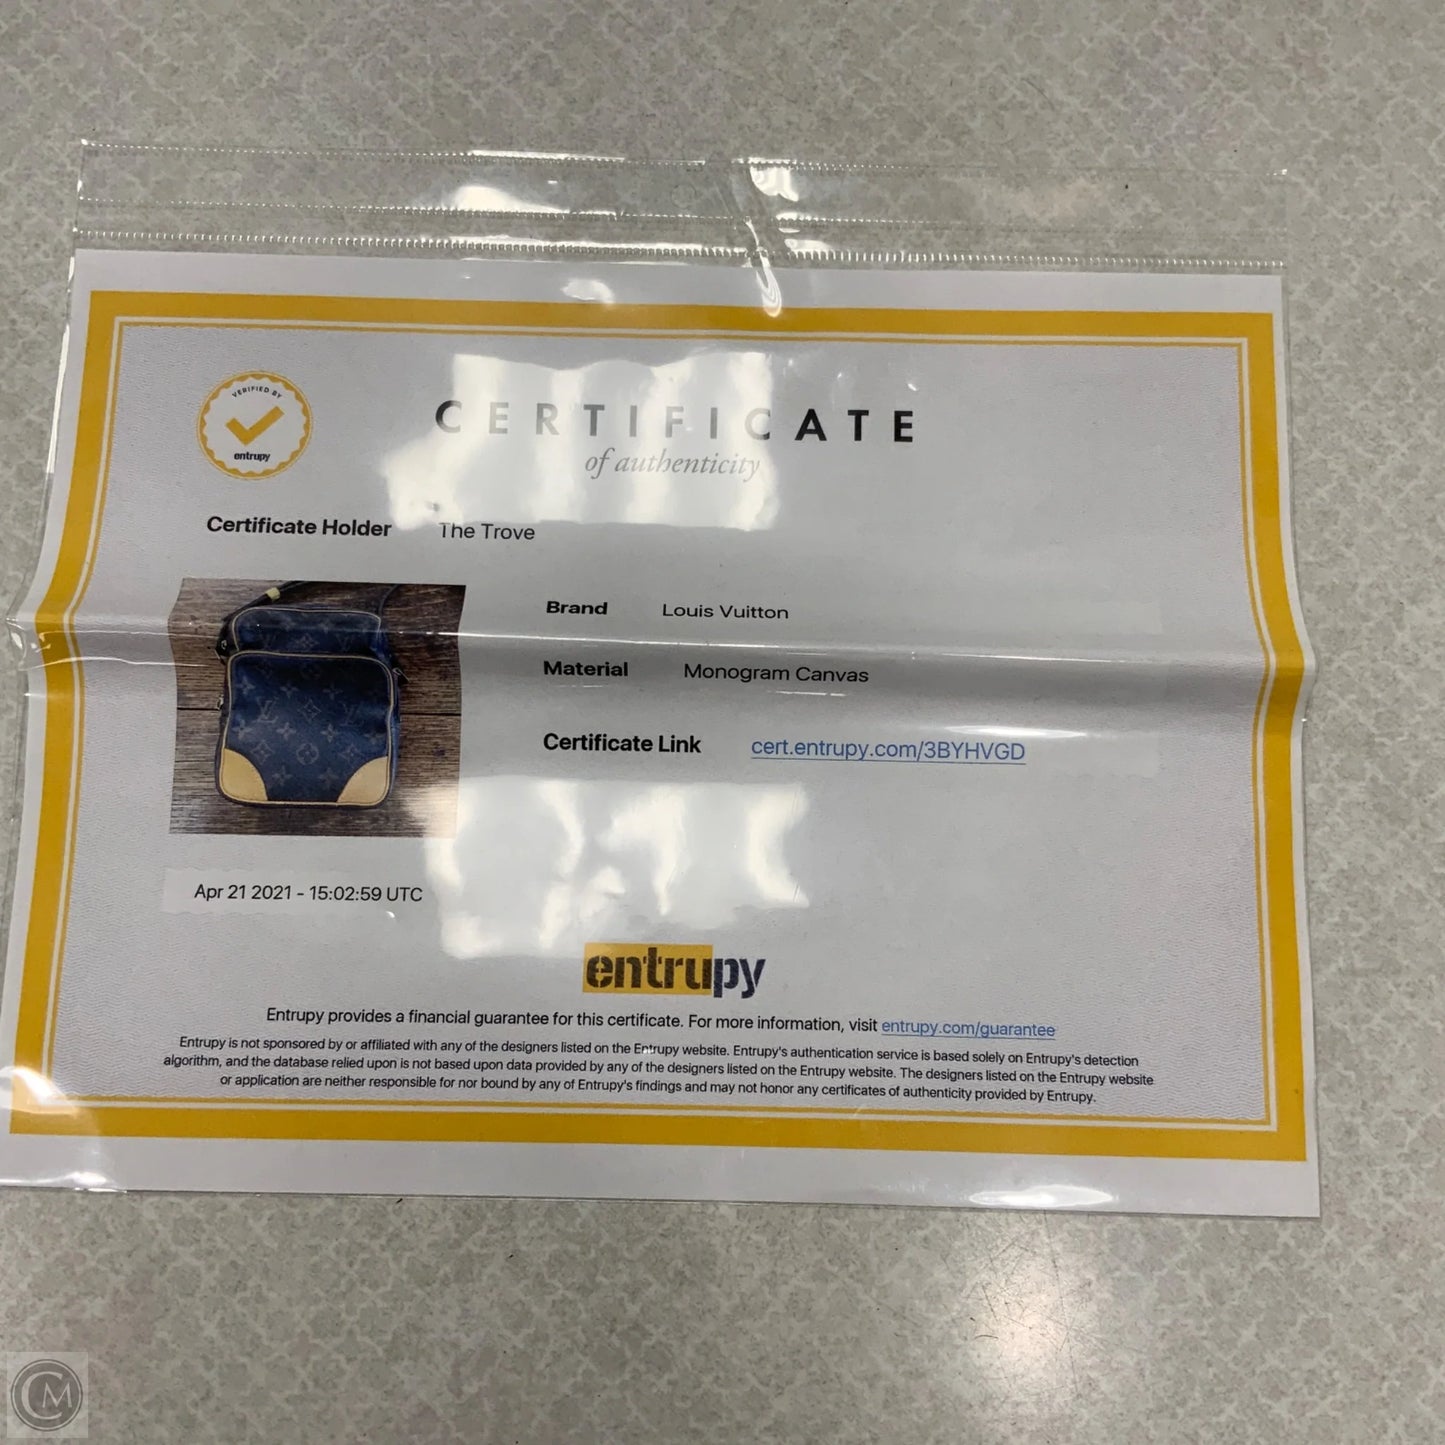 VERIFIED BY
entrupy
CERTIFICATE
of authenticity
Certificate Holder The Trove
Brand Louis Vuitton
Material Monogram Canvas
Certificate Link cert.entrupy.com/3BYHVGD
Apr 21 2021 - 15:02:59 UTC
entrupy
Entrupy provides a financial guarantee for this certificate. For more information, visit entrupy.com/guarantee
Entrupy is not sponsored by or affiliated with any of the designers listed on the Entrupy website. Entrupy's authentication service is based solely on Entrupy's detection
algorithm, and the database relied upon is not based upon data provided by any of the designers listed on the Entrupy website. The designers listed on the Entrupy website
or application are neither responsible for nor bound by any of Entrupy's findings and may not honor any certificates of authenticity provided by Entrupy.
CM